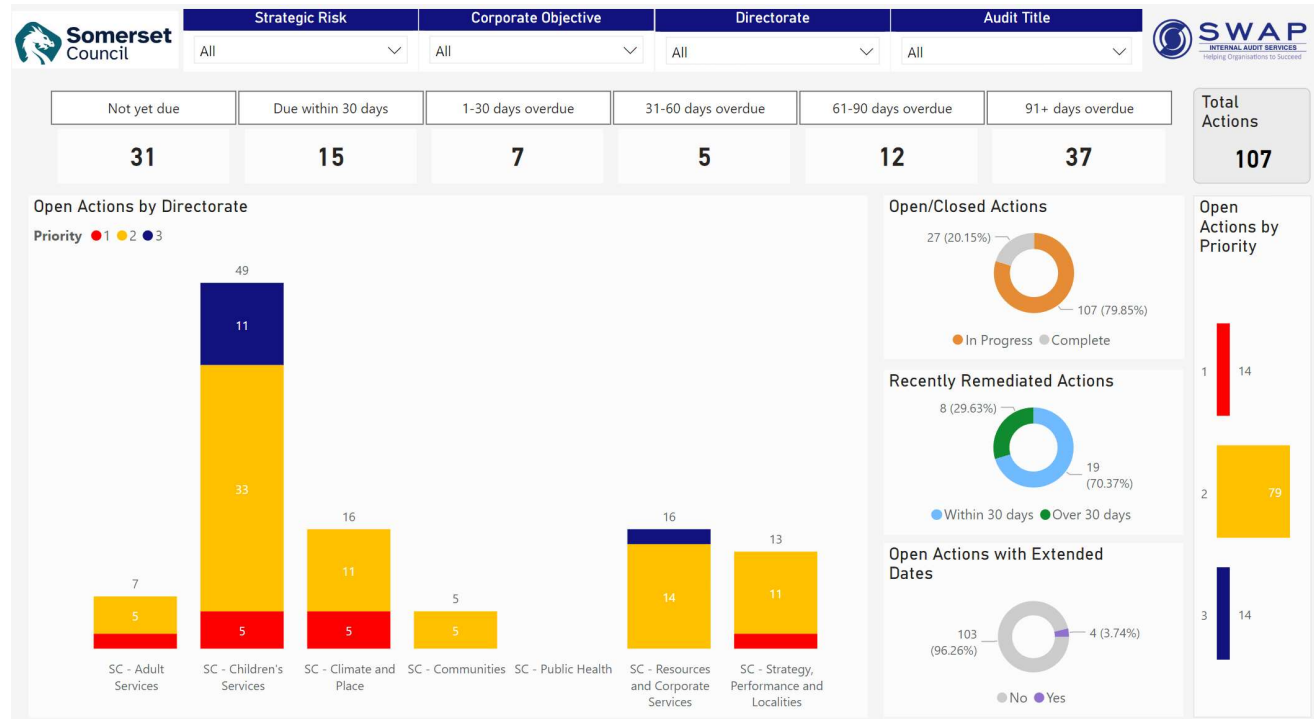 Somerset
Council
Strategic Risk
Corporate Objective
Directorate
Audit Title
All
All
All
All
SWAP
INTERNAL AUDIT SERVICES
Helping Organisations to Succeed
Not yet due
Due within 30 days
1-30 days overdue
31-60 days overdue
61-90 days overdue
91+ days overdue
31
15
7
5
12
37
Total
Actions
107
Open Actions by Directorate
Priority 1 2 3
49
11
33
5
16
11
5
7
5
5
5
16
14
13
11
SC - Adult
Services
SC - Children's
Services
SC - Climate and
Place
SC - Communities
SC - Public Health
SC - Resources
and Corporate
Services
SC - Strategy,
Performance and
Localities
Open/Closed Actions
27 (20.15%)
107 (79.85%)
In Progress Complete
Recently Remediated Actions
8 (29.63%)
19
(70.37%)
Within 30 days Over 30 days
Open Actions with Extended
Dates
103
(96.26%)
4 (3.74%)
No Yes
Open
Actions by
Priority
1 14
2 79
3 14